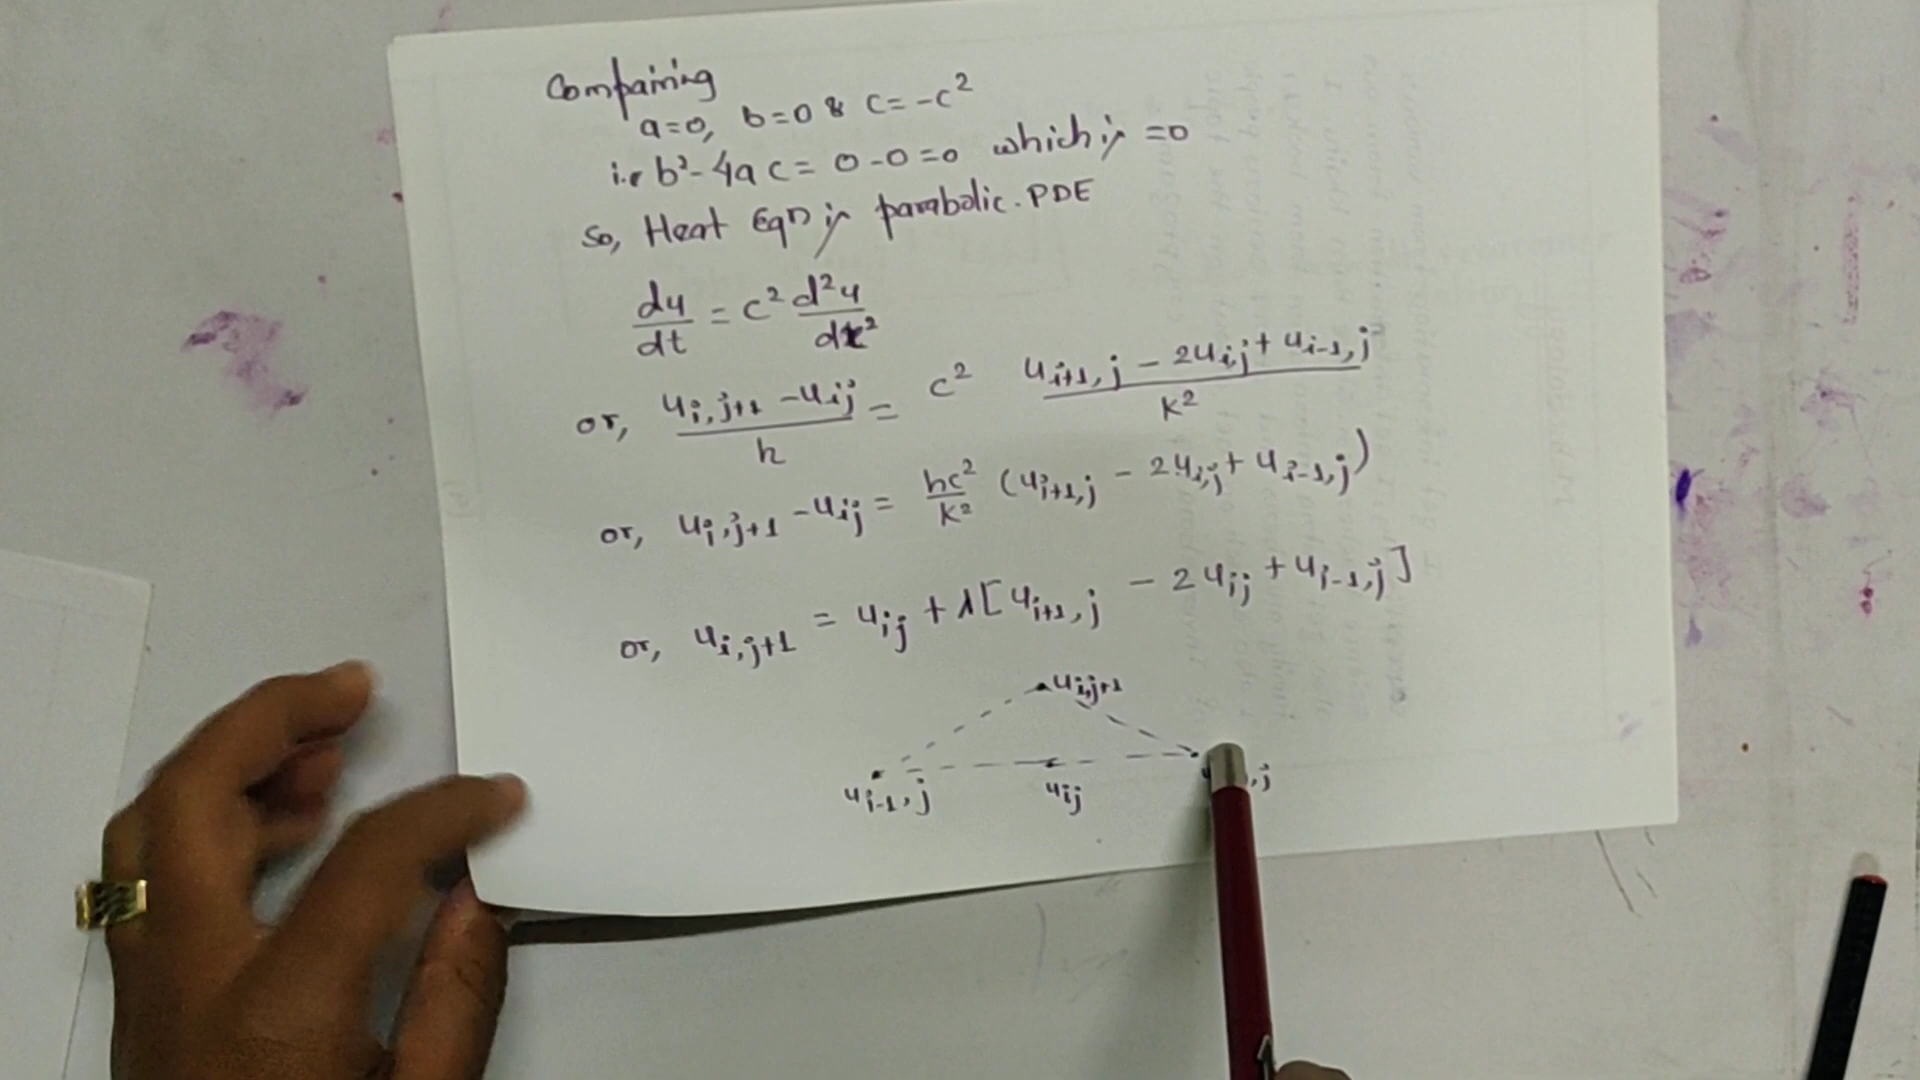 Compairing
a=0, b=0 & c=-c²
i.e b²-4ac = 0-0=0 which is =0
So, Heat Eqn is parabolic. PDE
du/dt = c² d²u/dx²
or, (u_{i,j+1} - u_{ij})/h = c² (u_{i+1,j} - 2u_{ij} + u_{i-1,j})/k²
or, u_{i,j+1} - u_{ij} = hc²/k² (u_{i+1,j} - 2u_{i,j} + u_{i-1,j})
or, u_{i,j+1} = u_{ij} + λ[u_{i+1,j} - 2u_{ij} + u_{i-1,j}]
u_{i,j+1}
u_{i-1,j} u_{ij} ,j